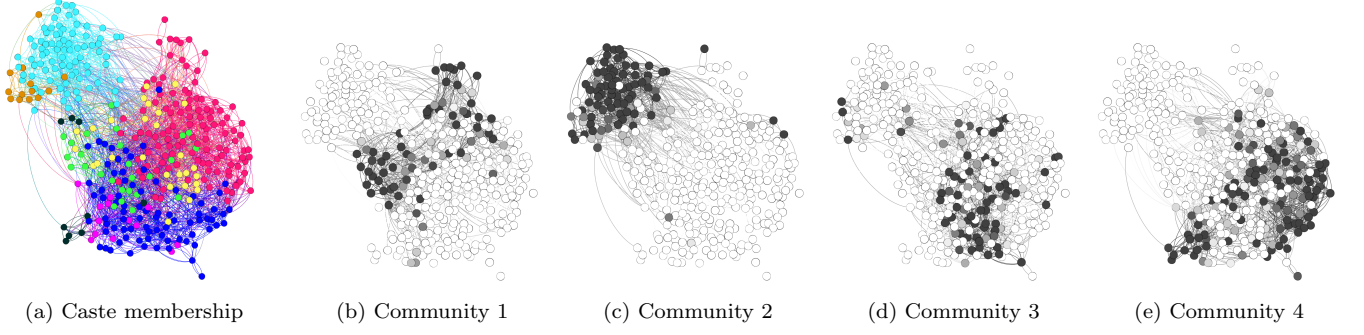 (a) Caste membership
(b) Community 1
(c) Community 2
(d) Community 3
(e) Community 4